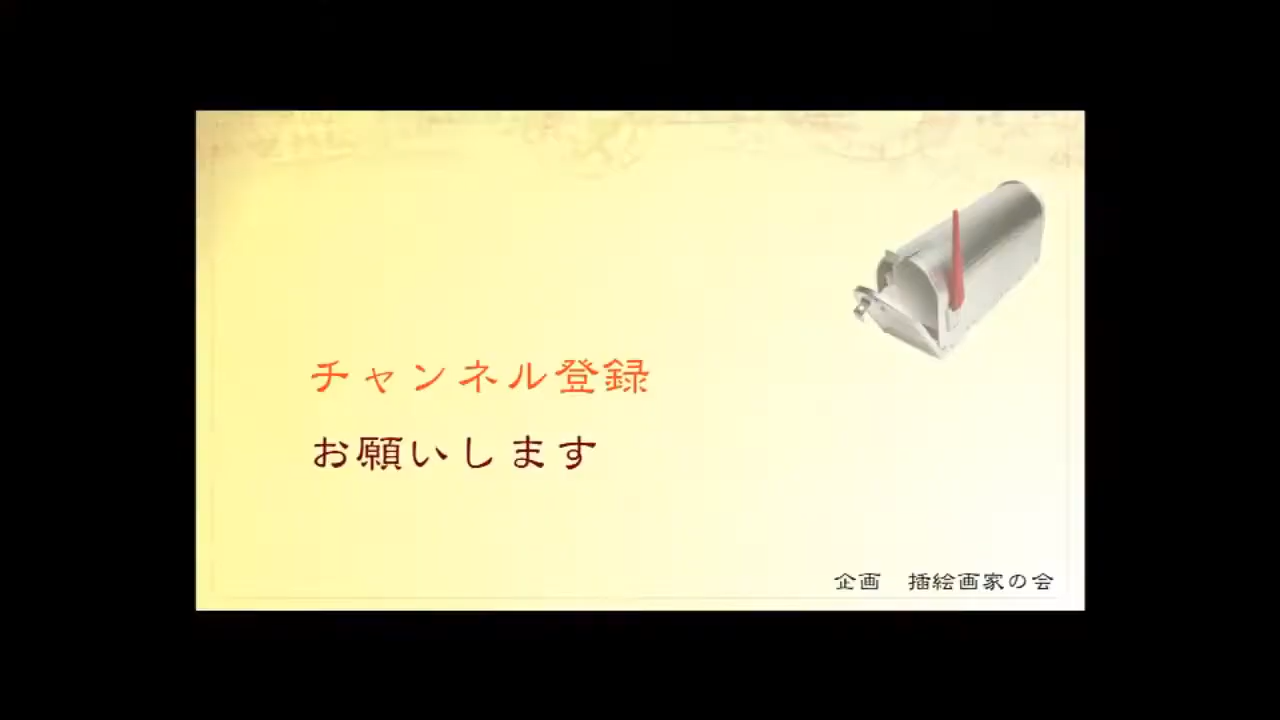 チャンネル登録
お願いします
企画　挿絵画家の会